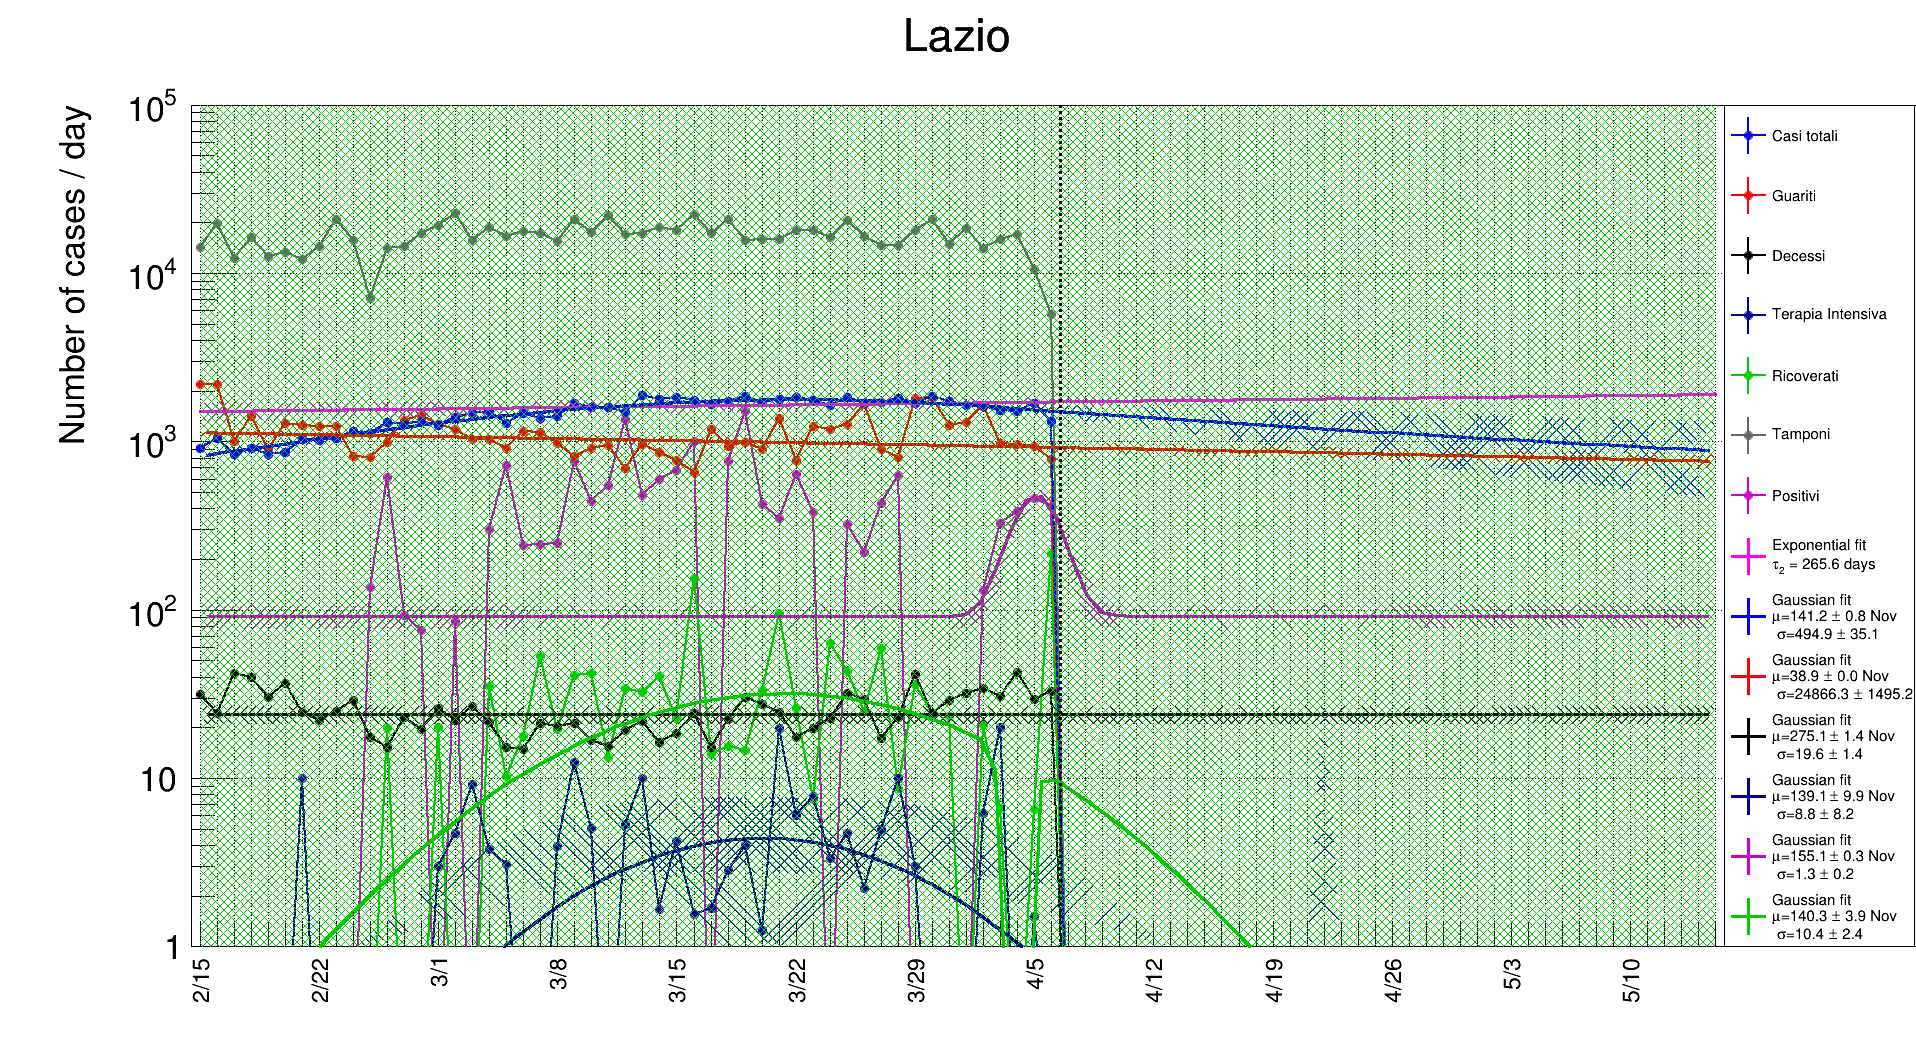 Lazio
Number of cases / day
10^5
10^4
10^3
10^2
10
1
2/15
2/22
3/1
3/8
3/15
3/22
3/29
4/5
4/12
4/19
4/26
5/3
5/10
Casi totali
Guariti
Decessi
Terapia Intensiva
Ricoverati
Tamponi
Positivi
Exponential fit
τ₂ = 265.6 days
Gaussian fit
μ=141.2 ± 0.8 Nov
σ=494.9 ± 35.1
Gaussian fit
μ=38.9 ± 0.0 Nov
σ=24866.3 ± 1495.2
Gaussian fit
μ=275.1 ± 1.4 Nov
σ=19.6 ± 1.4
Gaussian fit
μ=139.1 ± 9.9 Nov
σ=8.8 ± 8.2
Gaussian fit
μ=155.1 ± 0.3 Nov
σ=1.3 ± 0.2
Gaussian fit
μ=140.3 ± 3.9 Nov
σ=10.4 ± 2.4